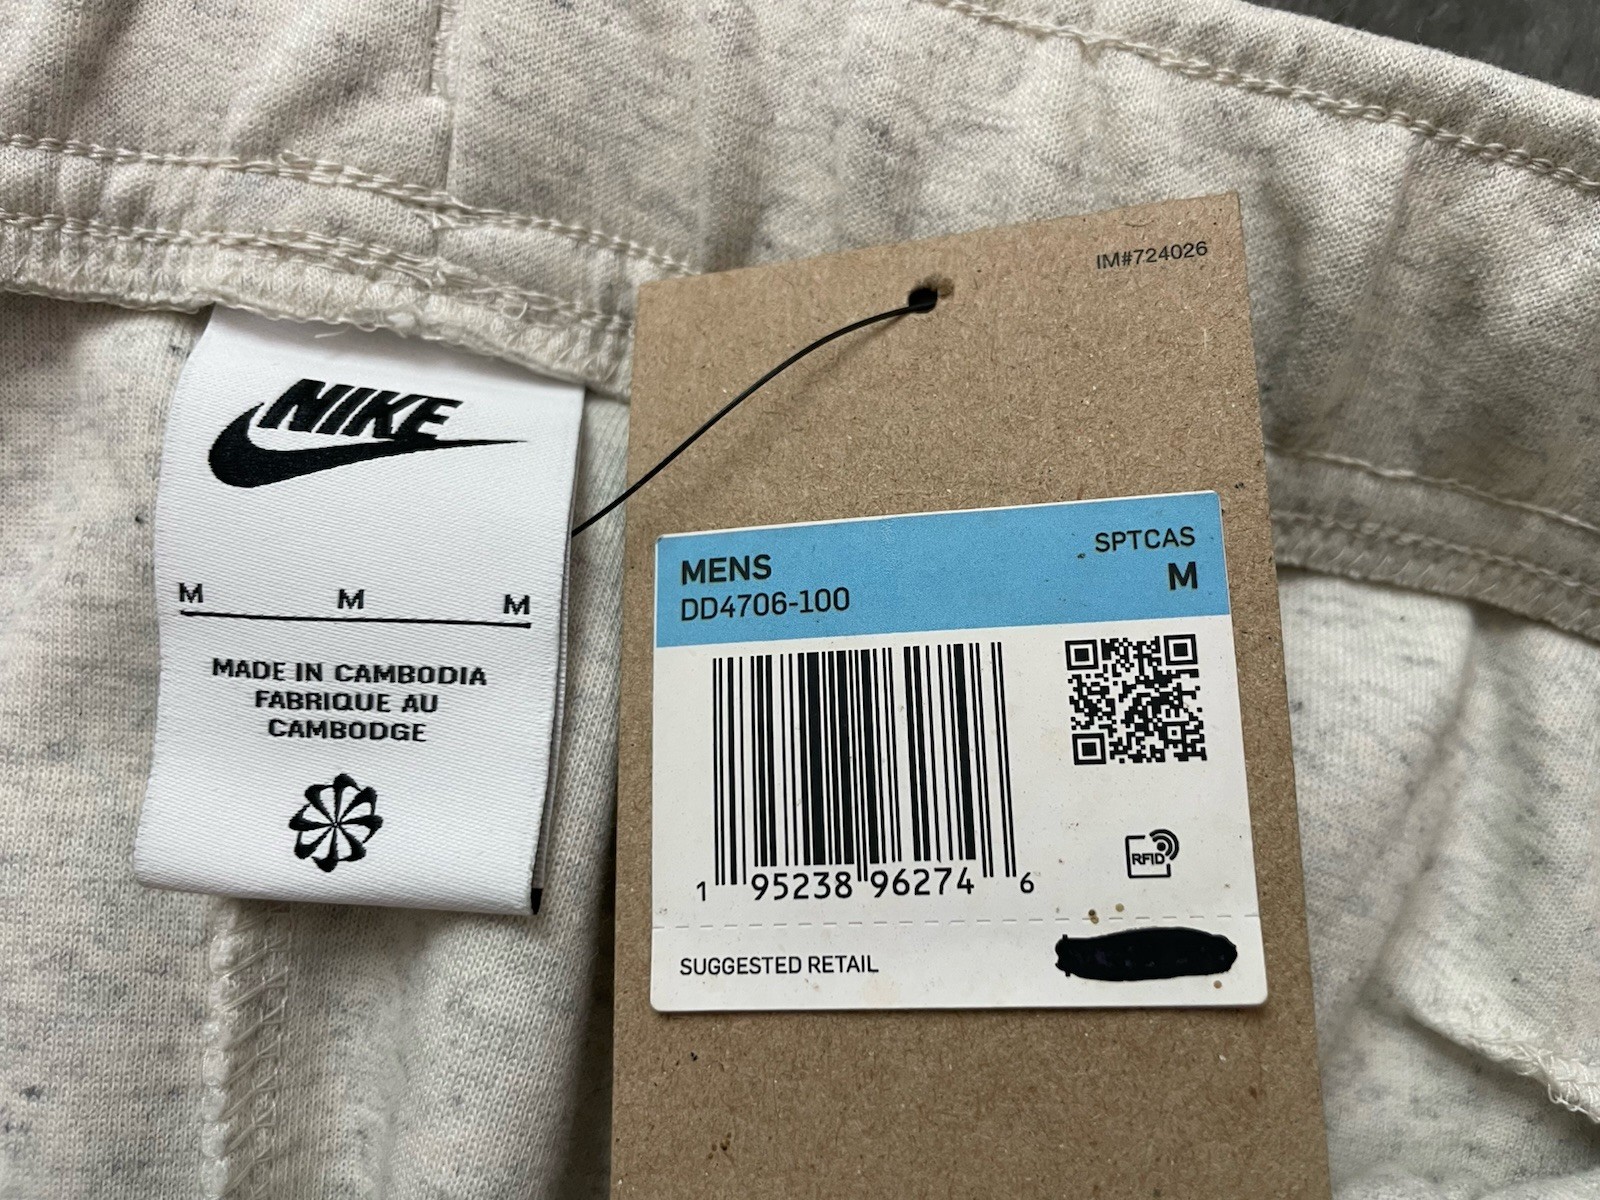 NIKE
M M M
MADE IN CAMBODIA
FABRIQUE AU
CAMBODGE
IM#724026
MENS SPTCAS
DD4706-100 M
RFID
1 95238 96274 6
SUGGESTED RETAIL